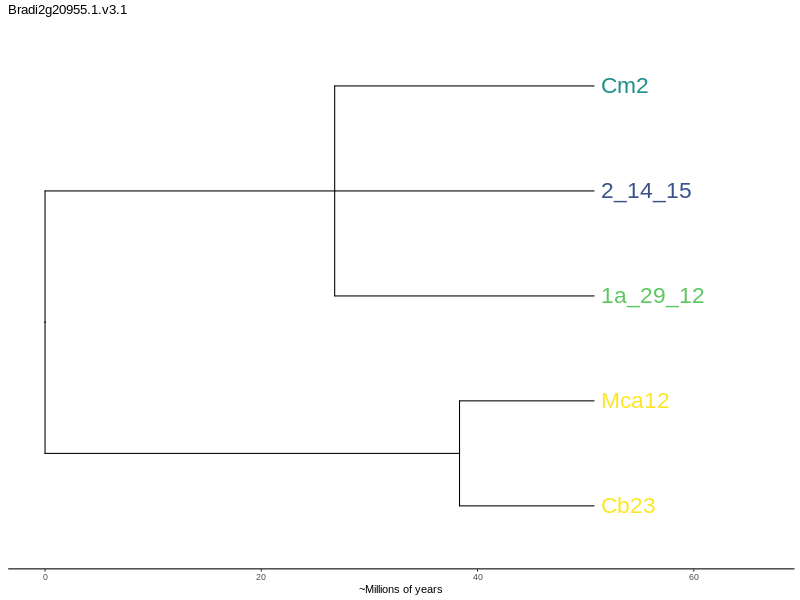 Bradi2g20955.1.v3.1
Cm2
2_14_15
1a_29_12
Mca12
Cb23
0 20 40 60
~Millions of years